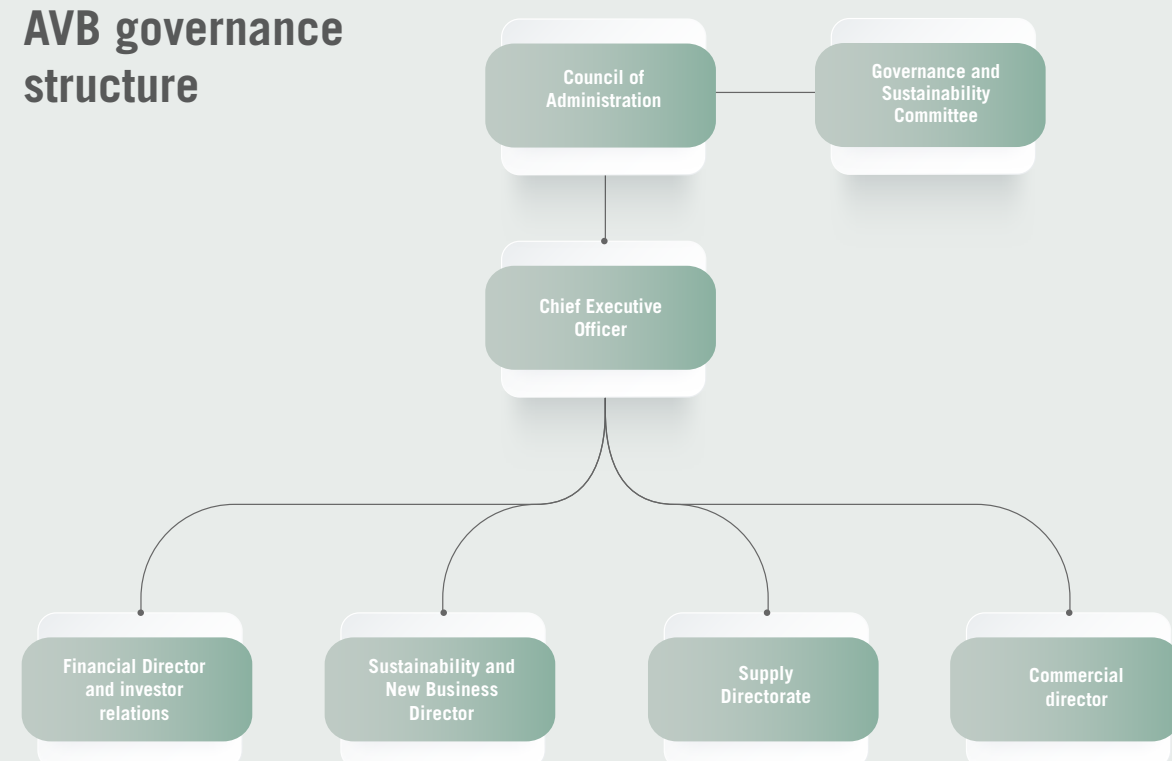 AVB governance
structure
Council of
Administration
Governance and
Sustainability
Committee
Chief Executive
Officer
Financial Director
and investor
relations
Sustainability and
New Business
Director
Supply
Directorate
Commercial
director